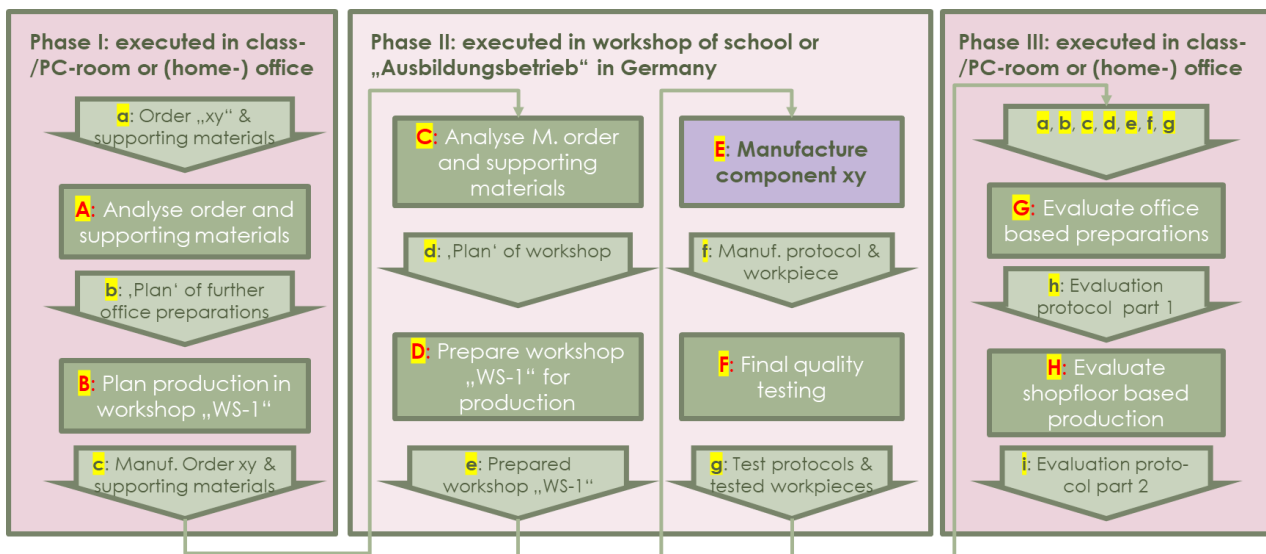 Phase I: executed in class-
/PC-room or (home-) office
a: Order „xy“ &
supporting materials
A: Analyse order and
supporting materials
b: ‚Plan‘ of further
office preparations
B: Plan production in
workshop „WS-1“
c: Manuf. Order xy &
supporting materials
Phase II: executed in workshop of school or
„Ausbildungsbetrieb“ in Germany
C: Analyse M. order
and supporting
materials
d: ‚Plan‘ of workshop
D: Prepare workshop
„WS-1“ for
production
e: Prepared
workshop „WS-1“
E: Manufacture
component xy
f: Manuf. protocol &
workpiece
F: Final quality
testing
g: Test protocols &
tested workpieces
Phase III: executed in class-
/PC-room or (home-) office
a, b, c, d, e, f, g
G: Evaluate office
based preparations
h: Evaluation
protocol part 1
H: Evaluate
shopfloor based
production
i: Evaluation proto-
col part 2